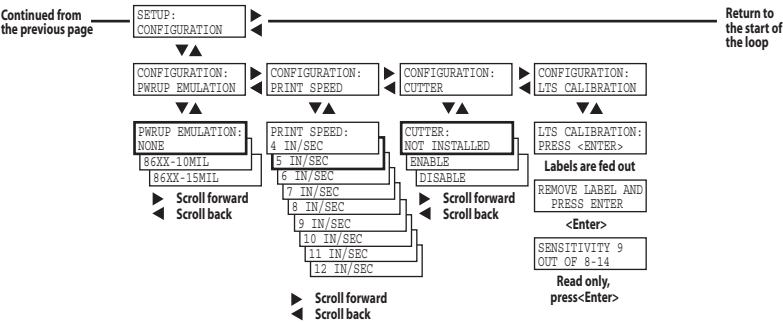 Continued from
the previous page
SETUP:
CONFIGURATION
Return to
the start of
the loop
CONFIGURATION:
PWRUP EMULATION
CONFIGURATION:
PRINT SPEED
CONFIGURATION:
CUTTER
CONFIGURATION:
LTS CALIBRATION
PWRUP EMULATION:
NONE
86XX-10MIL
86XX-15MIL
Scroll forward
Scroll back
PRINT SPEED:
4 IN/SEC
5 IN/SEC
6 IN/SEC
7 IN/SEC
8 IN/SEC
9 IN/SEC
10 IN/SEC
11 IN/SEC
12 IN/SEC
Scroll forward
Scroll back
CUTTER:
NOT INSTALLED
ENABLE
DISABLE
Scroll forward
Scroll back
LTS CALIBRATION:
PRESS <ENTER>
Labels are fed out
REMOVE LABEL AND
PRESS ENTER
<Enter>
SENSITIVITY 9
OUT OF 8-14
Read only,
press<Enter>